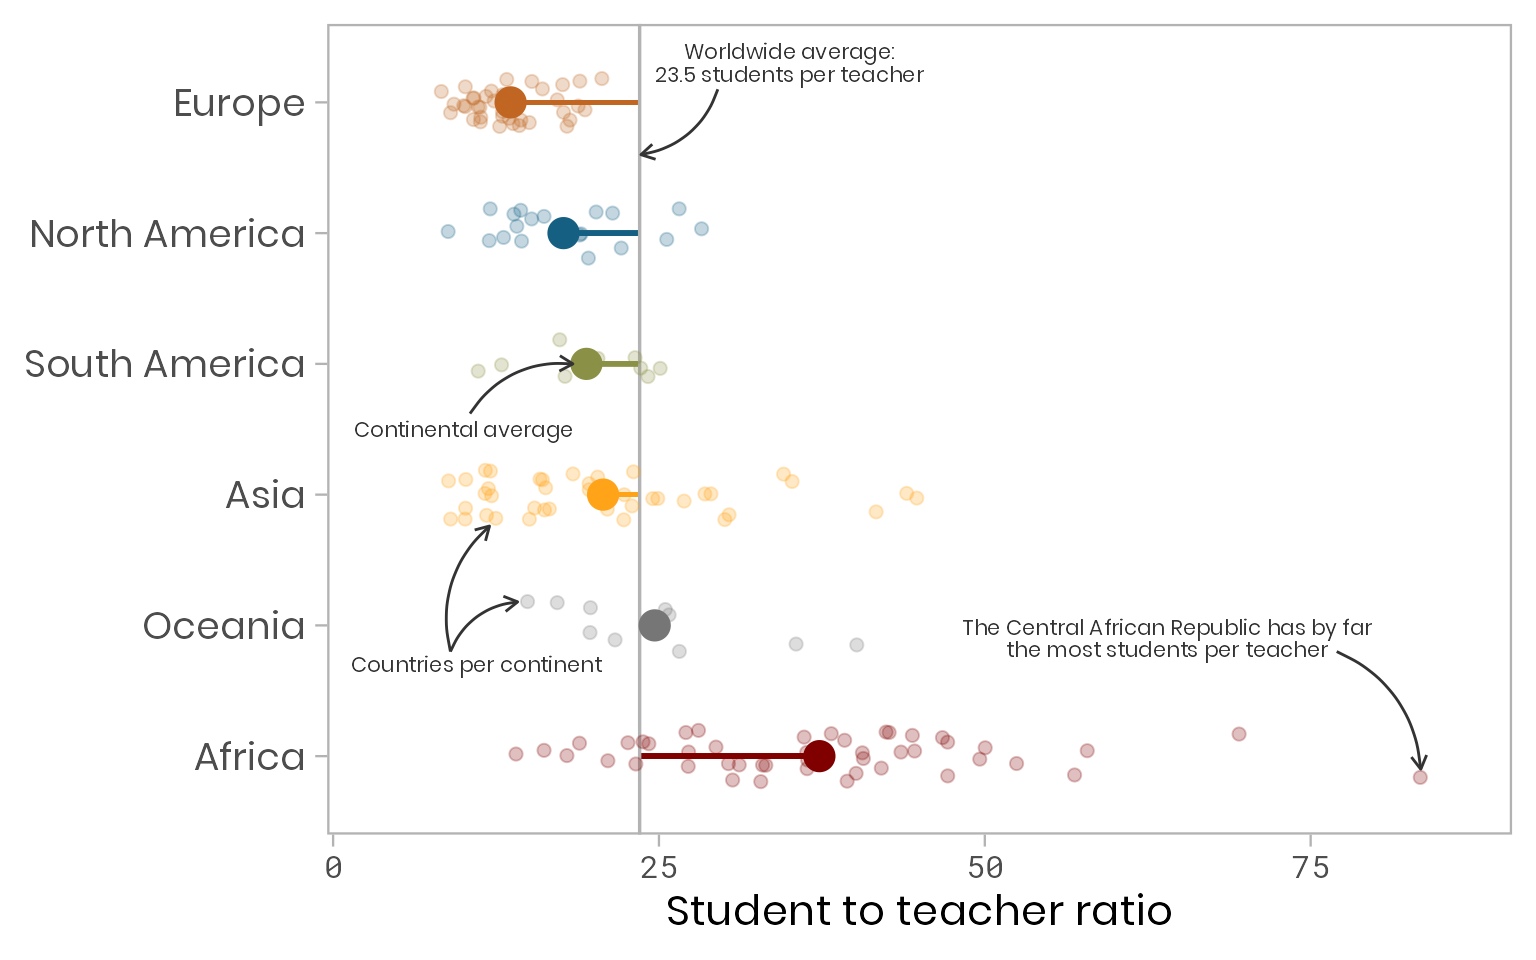 Worldwide average:
23.5 students per teacher
Europe
North America
South America
Continental average
Asia
Oceania
Countries per continent
The Central African Republic has by far
the most students per teacher
Africa
0 25 50 75
Student to teacher ratio